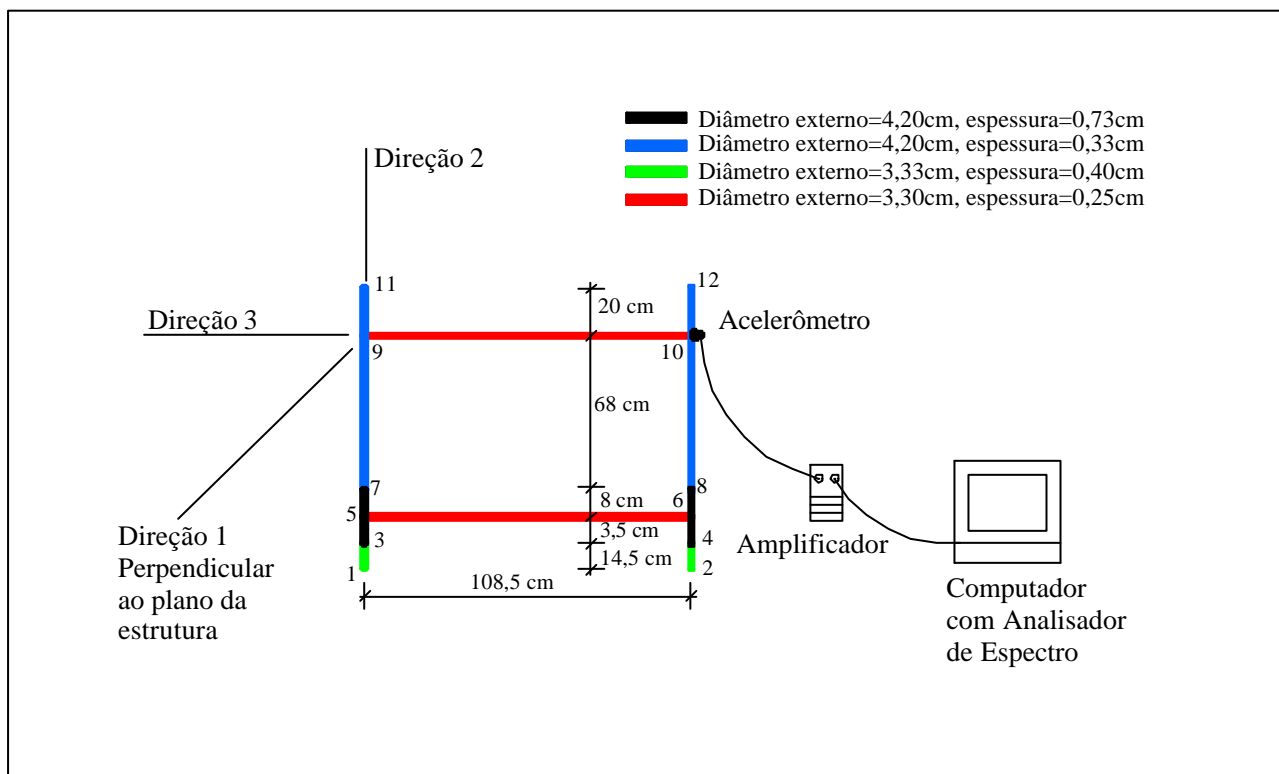 Diâmetro externo=4,20cm, espessura=0,73cm
Diâmetro externo=4,20cm, espessura=0,33cm
Diâmetro externo=3,33cm, espessura=0,40cm
Diâmetro externo=3,30cm, espessura=0,25cm
Direção 2
11
12
20 cm
Direção 3
Acelerômetro
9
10
68 cm
7
8
8 cm
6
5
3,5 cm
3
4
14,5 cm
1
2
108,5 cm
Direção 1
Perpendicular
ao plano da
estrutura
Amplificador
Computador
com Analisador
de Espectro